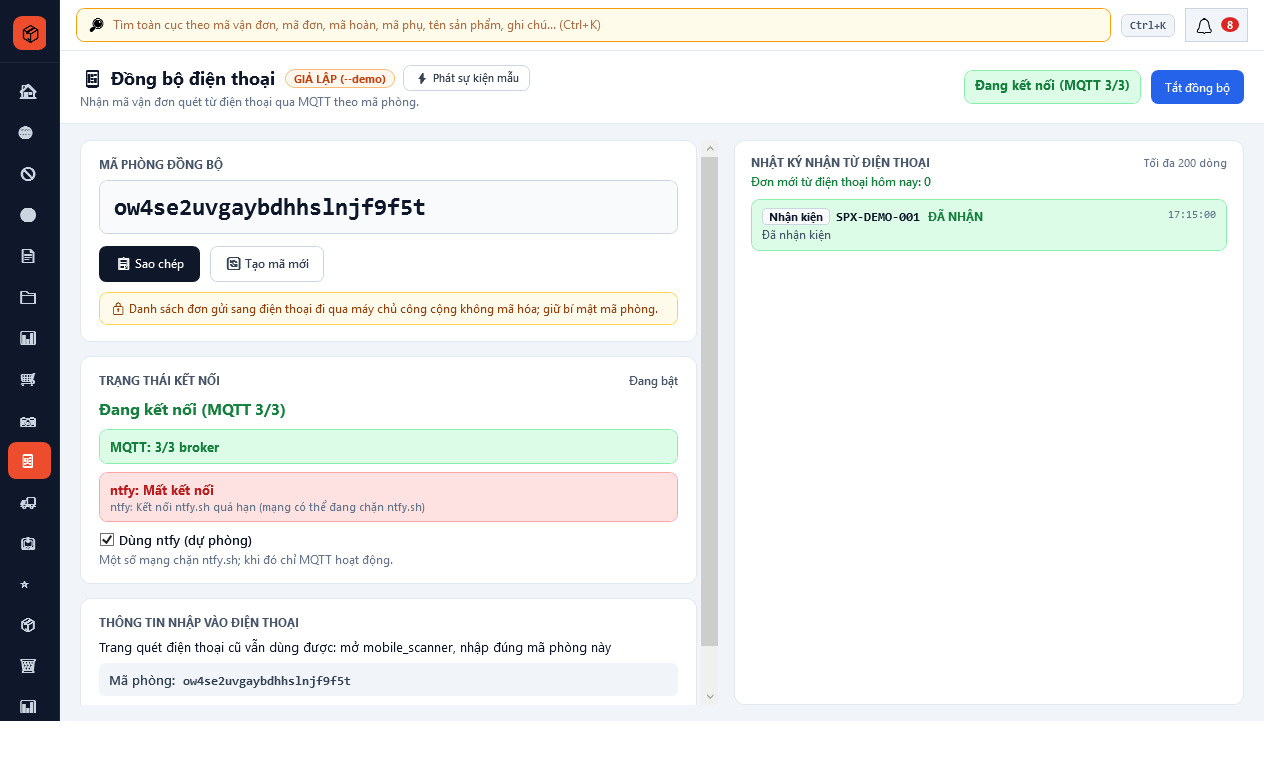 Tìm toàn cục theo mã vận đơn, mã đơn, mã hoàn, mã phụ, tên sản phẩm, ghi chú... (Ctrl+K)
Ctrl+K
8
Đồng bộ điện thoại
GIẢ LẬP (--demo)
Phát sự kiện mẫu
Nhận mã vận đơn quét từ điện thoại qua MQTT theo mã phòng.
Đang kết nối (MQTT 3/3)
Tắt đồng bộ
MÃ PHÒNG ĐỒNG BỘ
ow4se2uvgaybdhhslnjf9f5t
Sao chép
Tạo mã mới
Danh sách đơn gửi sang điện thoại đi qua máy chủ công cộng không mã hóa; giữ bí mật mã phòng.
TRẠNG THÁI KẾT NỐI
Đang bật
Đang kết nối (MQTT 3/3)
MQTT: 3/3 broker
ntfy: Mất kết nối
ntfy: Kết nối ntfy.sh quá hạn (mạng có thể đang chặn ntfy.sh)
Dùng ntfy (dự phòng)
Một số mạng chặn ntfy.sh; khi đó chỉ MQTT hoạt động.
THÔNG TIN NHẬP VÀO ĐIỆN THOẠI
Trang quét điện thoại cũ vẫn dùng được: mở mobile_scanner, nhập đúng mã phòng này
Mã phòng: ow4se2uvgaybdhhslnjf9f5t
NHẬT KÝ NHẬN TỪ ĐIỆN THOẠI
Tối đa 200 dòng
Đơn mới từ điện thoại hôm nay: 0
Nhận kiện SPX-DEMO-001 ĐÃ NHẬN
17:15:00
Đã nhận kiện